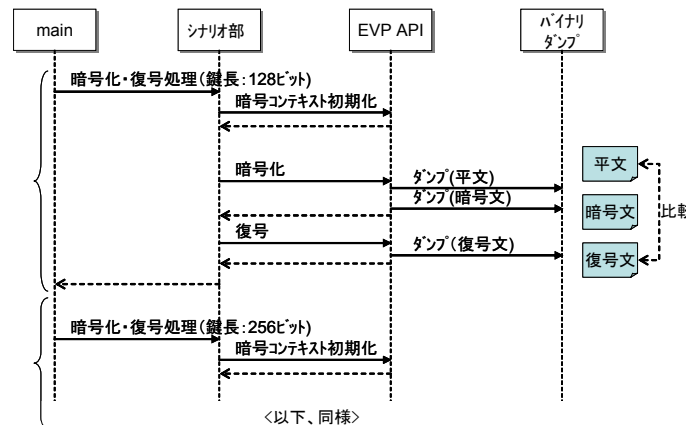 main
シナリオ部
EVP API
バイナリ
ダンプ
暗号化・復号処理(鍵長：128ビット)
暗号コンテキスト初期化
暗号化
ダンプ(平文)
ダンプ(暗号文)
復号
ダンプ(復号文)
平文
暗号文
復号文
比較
暗号化・復号処理(鍵長：256ビット)
暗号コンテキスト初期化
<以下、同様>